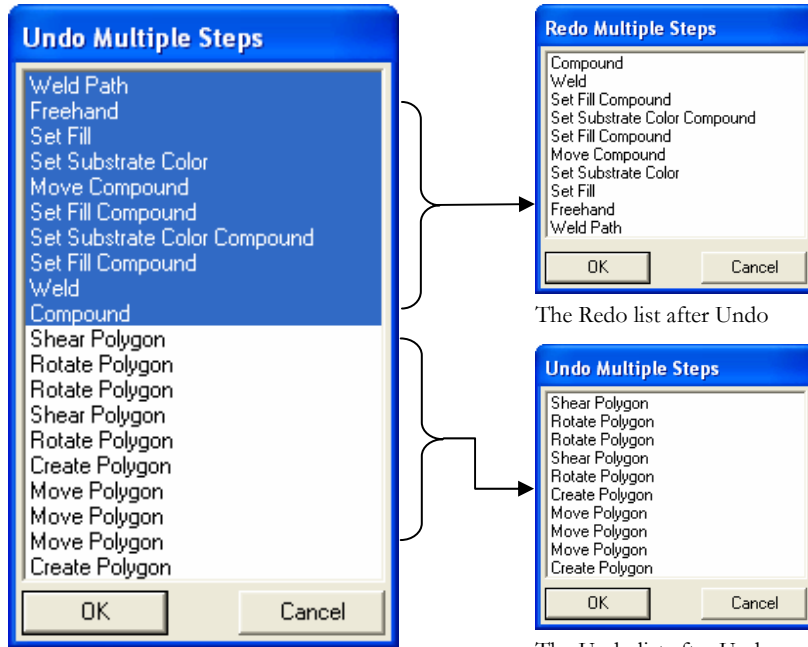 Undo Multiple Steps
Weld Path
Freehand
Set Fill
Set Substrate Color
Move Compound
Set Fill Compound
Set Substrate Color Compound
Set Fill Compound
Weld
Compound
Shear Polygon
Rotate Polygon
Rotate Polygon
Shear Polygon
Rotate Polygon
Create Polygon
Move Polygon
Move Polygon
Move Polygon
Create Polygon
OK
Cancel
Redo Multiple Steps
Compound
Weld
Set Fill Compound
Set Substrate Color Compound
Set Fill Compound
Move Compound
Set Substrate Color
Set Fill
Freehand
Weld Path
OK
Cancel
The Redo list after Undo
Undo Multiple Steps
Shear Polygon
Rotate Polygon
Rotate Polygon
Shear Polygon
Rotate Polygon
Create Polygon
Move Polygon
Move Polygon
Move Polygon
Create Polygon
OK
Cancel
The Undo list after Undo